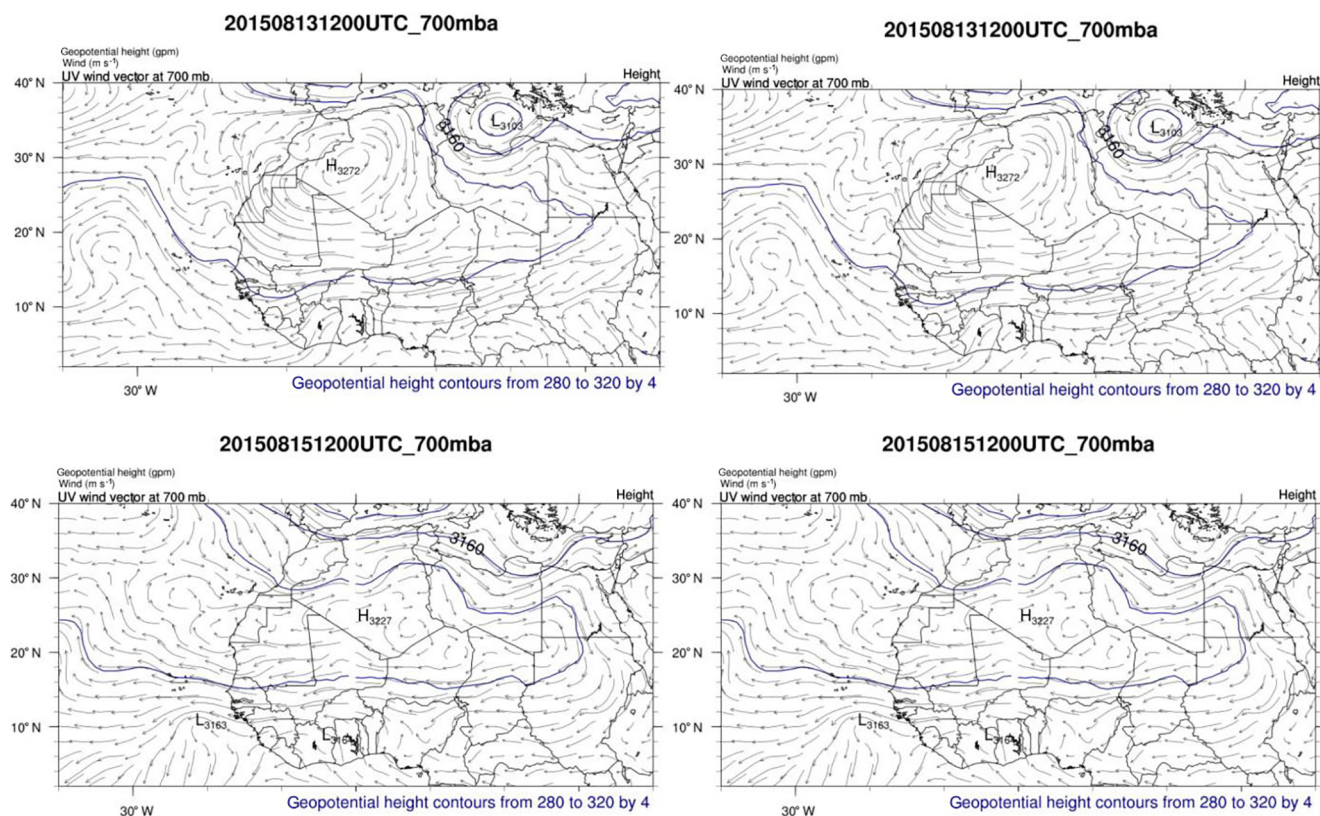 201508131200UTC_700mba
Geopotential height (gpm)
Wind (m s⁻¹)
UV wind vector at 700 mb
Height
40° N
30° N
20° N
10° N
30° W
3160
L3103
H3272
Geopotential height contours from 280 to 320 by 4
201508131200UTC_700mba
Geopotential height (gpm)
Wind (m s⁻¹)
UV wind vector at 700 mb
Height
40° N
30° N
20° N
10° N
30° W
3160
L3103
H3272
Geopotential height contours from 280 to 320 by 4
201508151200UTC_700mba
Geopotential height (gpm)
Wind (m s⁻¹)
UV wind vector at 700 mb
Height
40° N
30° N
20° N
10° N
30° W
3160
H3227
L3163
Geopotential height contours from 280 to 320 by 4
201508151200UTC_700mba
Geopotential height (gpm)
Wind (m s⁻¹)
UV wind vector at 700 mb
Height
40° N
30° N
20° N
10° N
30° W
3160
H3227
L3163
Geopotential height contours from 280 to 320 by 4